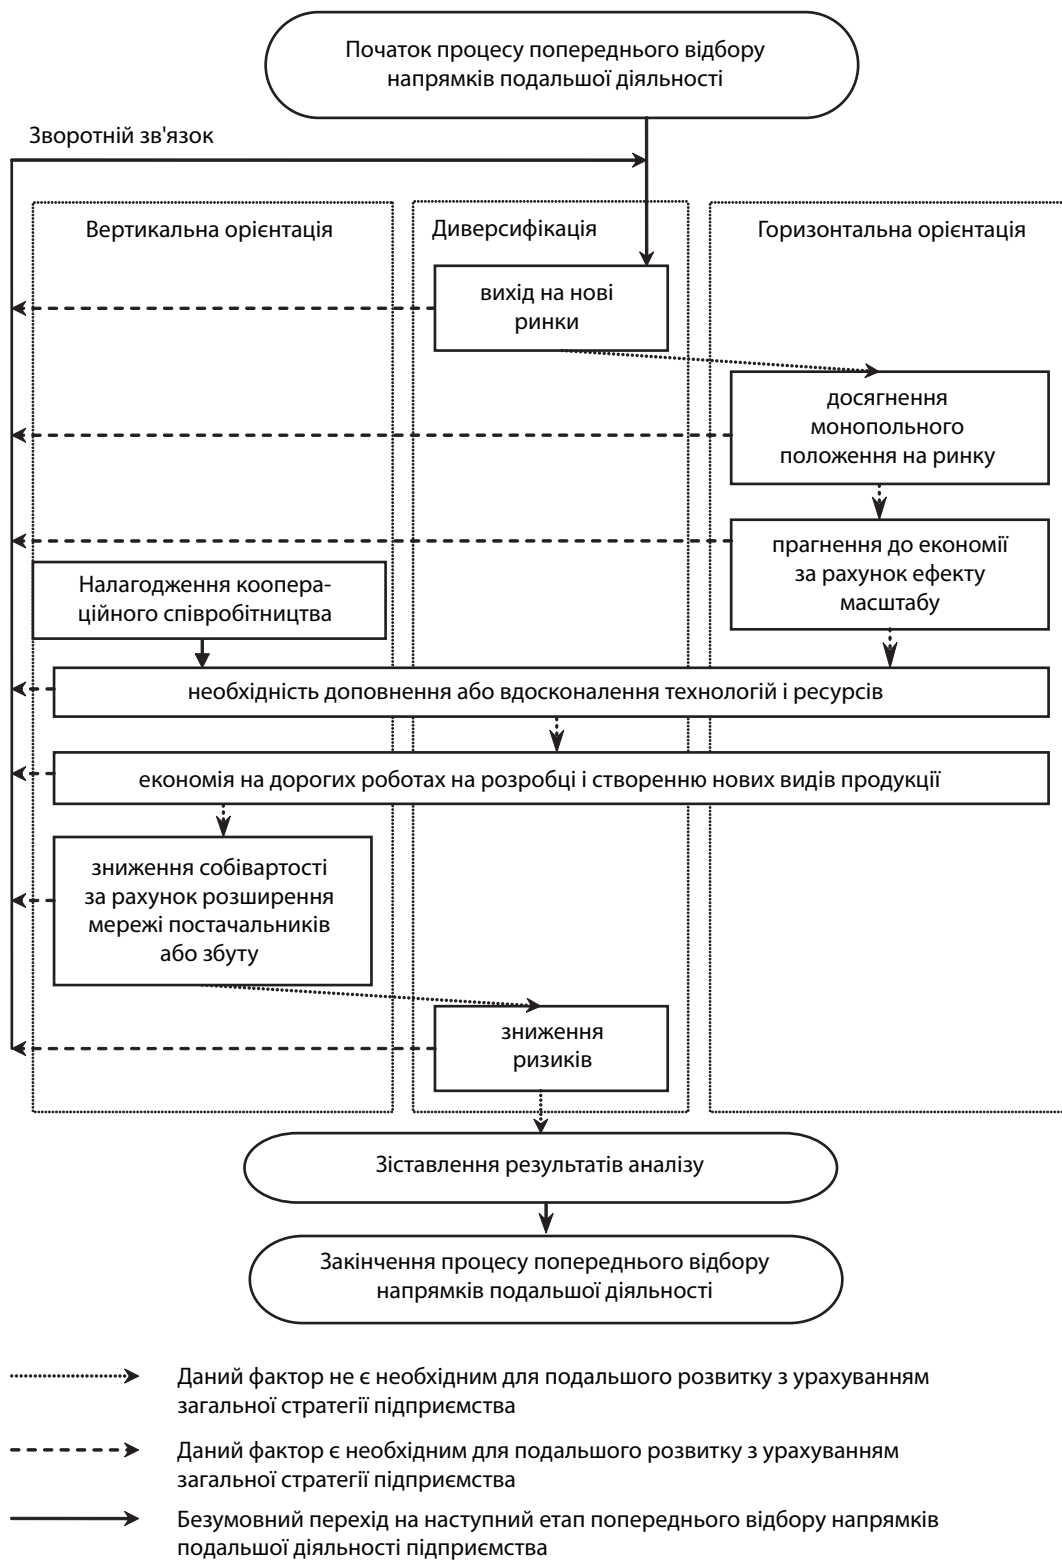 Початок процесу попереднього відбору
напрямків подальшої діяльності
Зворотній зв'язок
Вертикальна орієнтація
Диверсифікація
Горизонтальна орієнтація
вихід на нові
ринки
досягнення
монопольного
положення на ринку
прагнення до економії
за рахунок ефекту
масштабу
Налагодження коопера-
ційного співробітництва
необхідність доповнення або вдосконалення технологій і ресурсів
економія на дорогих роботах на розробці і створенню нових видів продукції
зниження собівартості
за рахунок розширення
мережі постачальників
або збуту
зниження
ризиків
Зіставлення результатів аналізу
Закінчення процесу попереднього відбору
напрямків подальшої діяльності
Даний фактор не є необхідним для подальшого розвитку з урахуванням
загальної стратегії підприємства
Даний фактор є необхідним для подальшого розвитку з урахуванням
загальної стратегії підприємства
Безумовний перехід на наступний етап попереднього відбору напрямків
подальшої діяльності підприємства